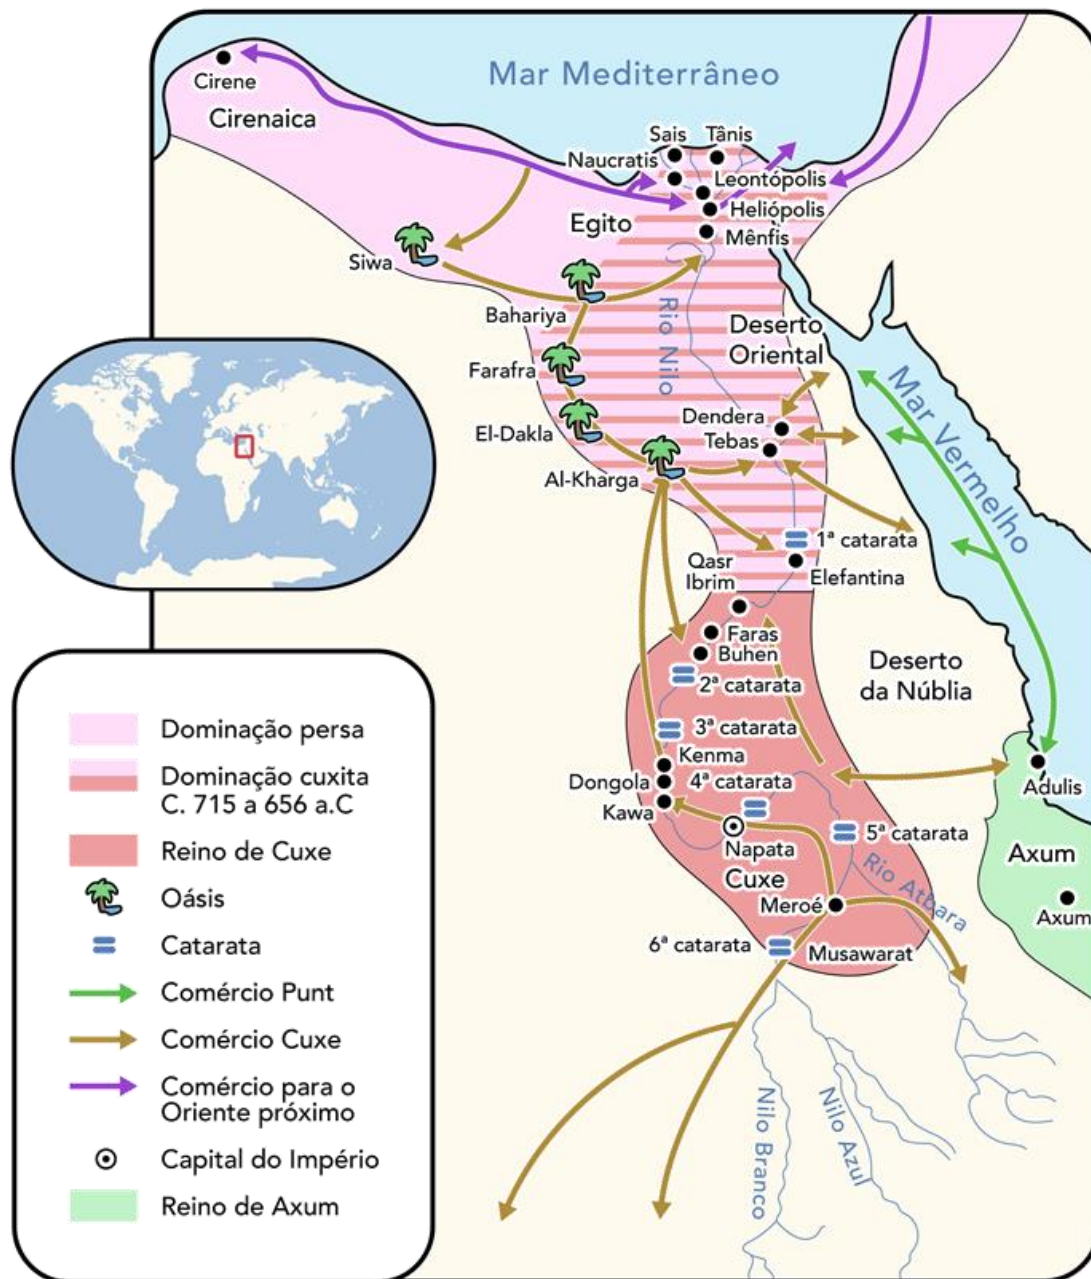 Mar Mediterrâneo
Cirene
Cirenaica
Sais
Tânis
Naucratis
Leontópolis
Heliópolis
Egito
Mênfis
Siwa
Bahariya
Rio Nilo
Deserto
Oriental
Farafra
Mar Vermelho
El-Dakla
Dendera
Tebas
Al-Kharga
1ª catarata
Qasr
Ibrim
Elefantina
Faras
Buhen
2ª catarata
Deserto
da Núblia
3ª catarata
Kenma
Dongola
4ª catarata
Kawa
Adulis
Napata
5ª catarata
Cuxe
Rio Atbara
Axum
Meroé
Axum
6ª catarata
Musawarat
Nilo Branco
Nilo Azul
Dominação persa
Dominação cuxita
C. 715 a 656 a.C
Reino de Cuxe
Oásis
Catarata
Comércio Punt
Comércio Cuxe
Comércio para o
Oriente próximo
Capital do Império
Reino de Axum